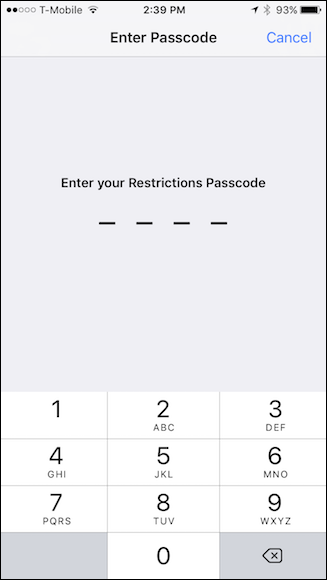 T-Mobile 2:39 PM 93%
Enter Passcode Cancel
Enter your Restrictions Passcode
1 2 3
ABC DEF
4 5 6
GHI JKL MNO
7 8 9
PQRS TUV WXYZ
0